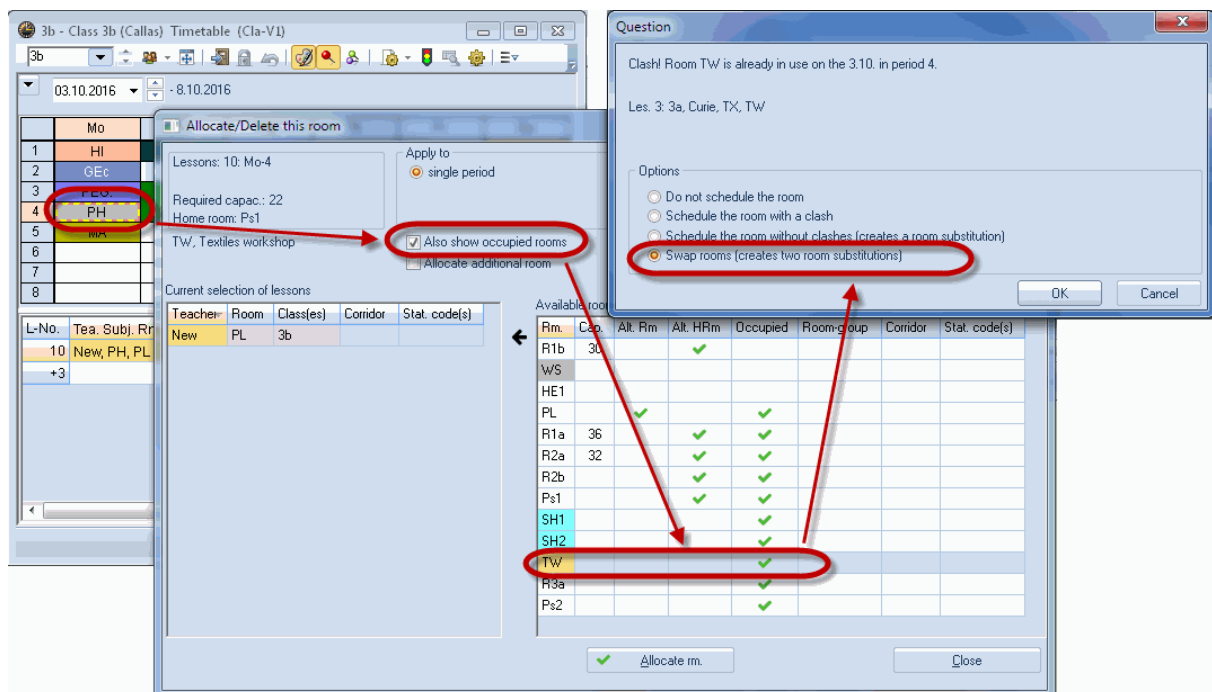 3b - Class 3b (Callas) Timetable (Cla-V1)
3b
03.10.2016 - 8.10.2016
Mo
1 HI
2 GEc
3
4 PH
5 MA
6
7
8
L-No. Tea. Subj. Rr
10 New, PH, PL
+3
Allocate/Delete this room
Lessons: 10: Mo-4
Required capac.: 22
Home room: Ps1
TW, Textiles workshop
Apply to
single period
Also show occupied rooms
Allocate additional room
Current selection of lessons
Teacher Room Class(es) Corridor Stat. code(s)
New PL 3b
Available
Rm. Cap. Alt. Rm Alt. HRm Occupied Room-group Corridor Stat. code(s)
R1b 30
WS
HE1
PL
R1a 36
R2a 32
R2b
Ps1
SH1
SH2
TW
R3a
Ps2
Allocate rm.
Close
Question
Clash! Room TW is already in use on the 3.10. in period 4.
Les. 3: 3a, Curie, TX, TW
Options
Do not schedule the room
Schedule the room with a clash
Schedule the room without clashes (creates a room substitution)
Swap rooms (creates two room substitutions)
OK
Cancel